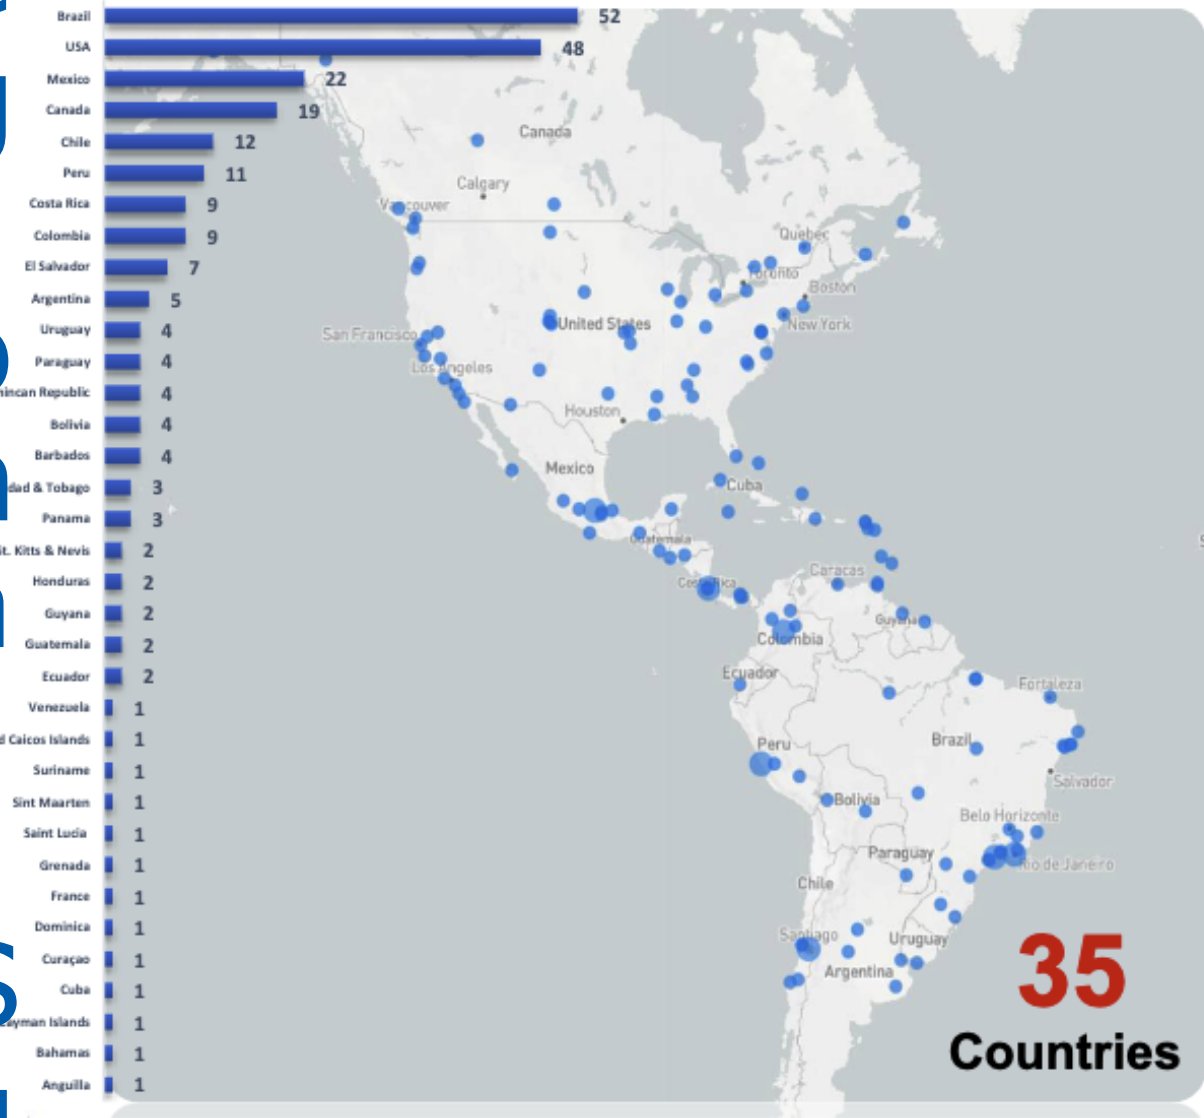 Brazil 52
USA 48
Mexico 22
Canada 19
Chile 12
Peru 11
Costa Rica 9
Colombia 9
El Salvador 7
Argentina 5
Uruguay 4
Paraguay 4
nincan Republic 4
Bolivia 4
Barbados 4
dad & Tobago 3
Panama 3
St. Kitts & Nevis 2
Honduras 2
Guyana 2
Guatemala 2
Ecuador 2
Venezuela 1
d Caicos Islands 1
Suriname 1
Sint Maarten 1
Saint Lucia 1
Grenada 1
France 1
Dominica 1
Curaçao 1
Cuba 1
Cayman Islands 1
Bahamas 1
Anguilla 1
Canada
Calgary
Vancouver
Quebec
Toronto
Boston
United States
New York
San Francisco
Los Angeles
Houston
Mexico
Cuba
Guatemala
Costa Rica
Caracas
Guyana
Colombia
Ecuador
Fortaleza
Peru
Brazil
Salvador
Bolivia
Belo Horizonte
Paraguay
Rio de Janeiro
Chile
Santiago
Uruguay
Argentina
35
Countries